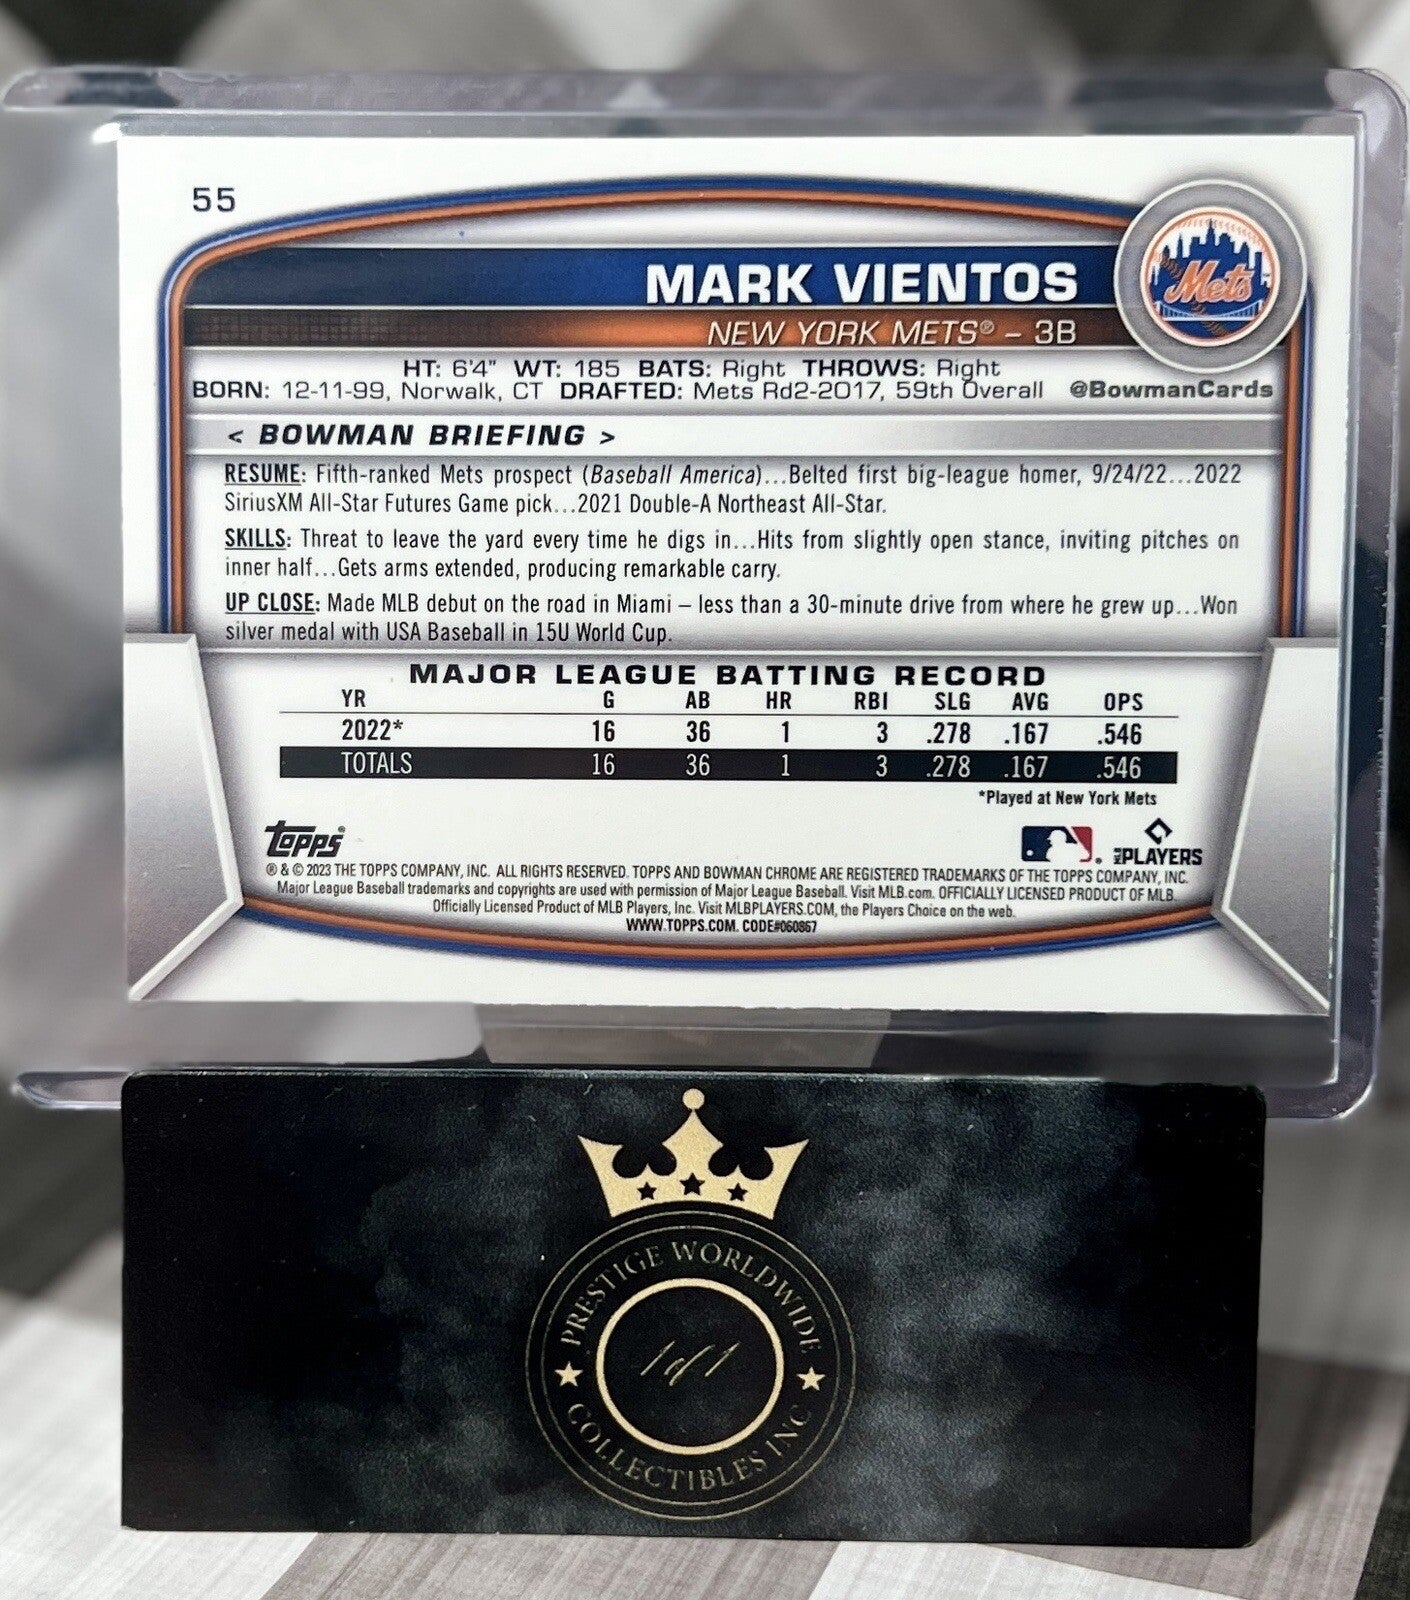 55
MARK VIENTOS
Mets
NEW YORK METS® – 3B
HT: 6'4" WT: 185 BATS: Right THROWS: Right
BORN: 12-11-99, Norwalk, CT DRAFTED: Mets Rd2-2017, 59th Overall @BowmanCards
< BOWMAN BRIEFING >
RESUME: Fifth-ranked Mets prospect (Baseball America)...Belted first big-league homer, 9/24/22...2022
SiriusXM All-Star Futures Game pick...2021 Double-A Northeast All-Star.
SKILLS: Threat to leave the yard every time he digs in...Hits from slightly open stance, inviting pitches on
inner half...Gets arms extended, producing remarkable carry.
UP CLOSE: Made MLB debut on the road in Miami – less than a 30-minute drive from where he grew up...Won
silver medal with USA Baseball in 15U World Cup.
MAJOR LEAGUE BATTING RECORD
YR G AB HR RBI SLG AVG OPS
2022* 16 36 1 3 .278 .167 .546
TOTALS 16 36 1 3 .278 .167 .546
*Played at New York Mets
Topps®
MLB PLAYERS
® & © 2023 THE TOPPS COMPANY, INC. ALL RIGHTS RESERVED. TOPPS AND BOWMAN CHROME ARE REGISTERED TRADEMARKS OF THE TOPPS COMPANY, INC.
Major League Baseball trademarks and copyrights are used with permission of Major League Baseball. Visit MLB.com. OFFICIALLY LICENSED PRODUCT OF MLB.
Officially Licensed Product of MLB Players, Inc. Visit MLBPLAYERS.COM, the Players Choice on the web.
WWW.TOPPS.COM. CODE#060867
PRESTIGE WORLDWIDE
1 of 1
COLLECTIBLES INC